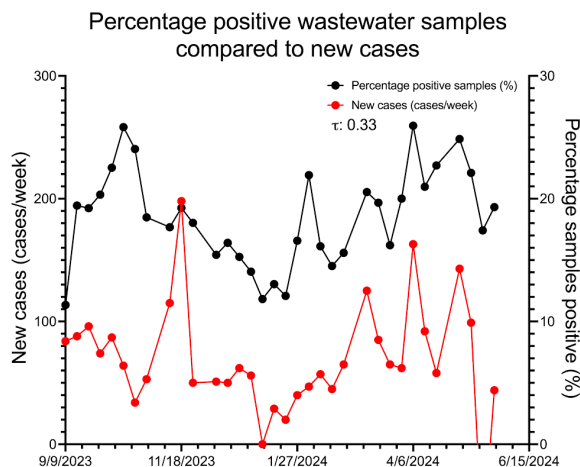 Percentage positive wastewater samples
compared to new cases
300
200
100
0
New cases (cases/week)
30
20
10
0
Percentage samples positive (%)
Percentage positive samples (%)
New cases (cases/week)
τ: 0.33
9/9/2023
11/18/2023
1/27/2024
4/6/2024
6/15/2024